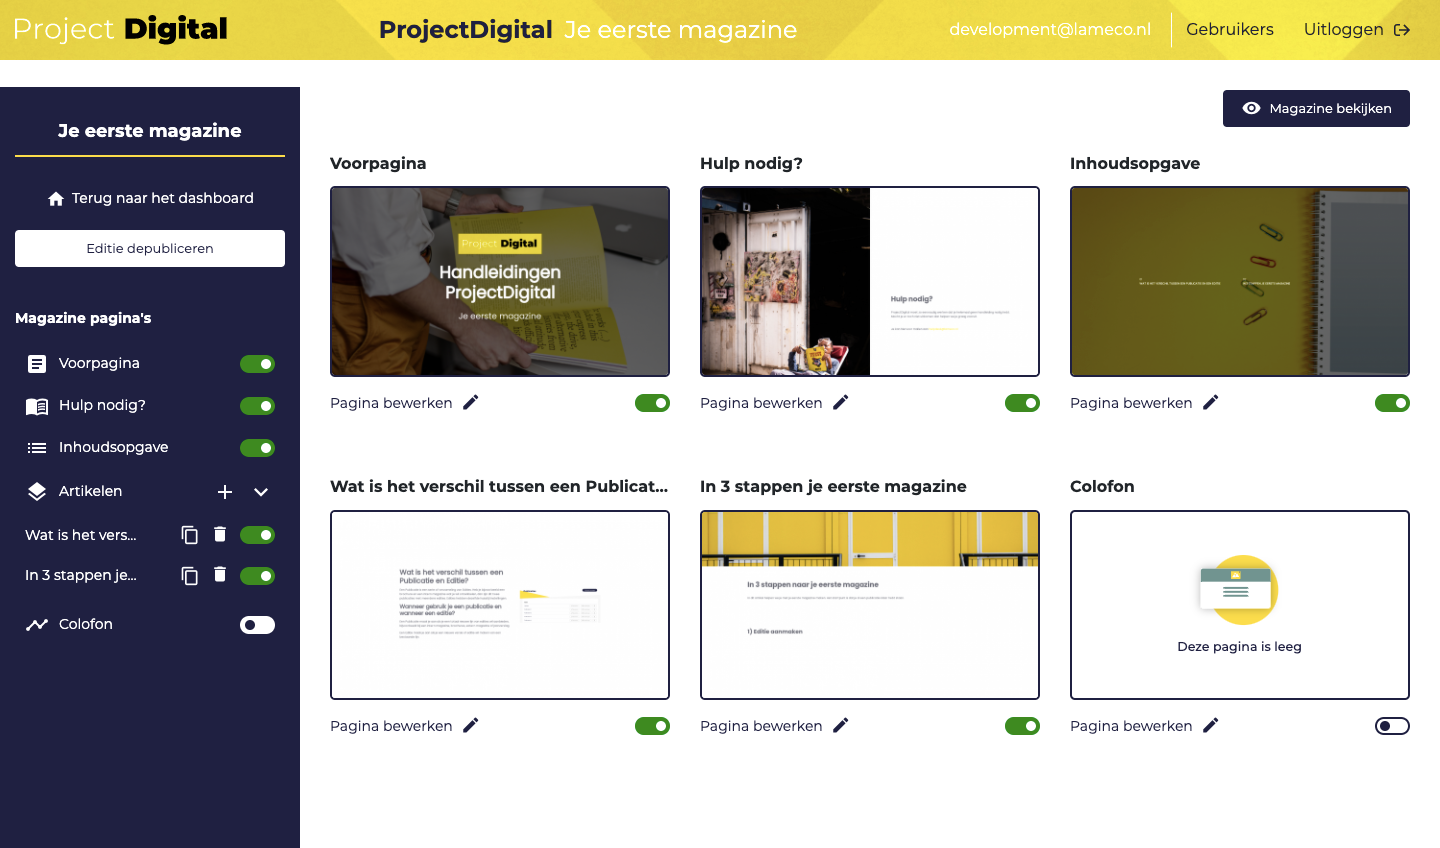 Project Digital
ProjectDigital Je eerste magazine
development@lameco.nl
Gebruikers
Uitloggen
Je eerste magazine
Terug naar het dashboard
Editie depubliceren
Magazine pagina's
Voorpagina
Hulp nodig?
Inhoudsopgave
Artikelen
Wat is het vers...
In 3 stappen je...
Colofon
Magazine bekijken
Voorpagina
Project Digital
Handleidingen
ProjectDigital
Je eerste magazine
Pagina bewerken
Hulp nodig?
Hulp nodig?
Pagina bewerken
Inhoudsopgave
Pagina bewerken
Wat is het verschil tussen een Publicat...
Wat is het verschil tussen een
Publicatie en Editie?
Wanneer gebruik je een publicatie en
wanneer een editie?
Pagina bewerken
In 3 stappen je eerste magazine
In 3 stappen naar je eerste magazine
1) Editie aanmaken
Pagina bewerken
Colofon
Deze pagina is leeg
Pagina bewerken